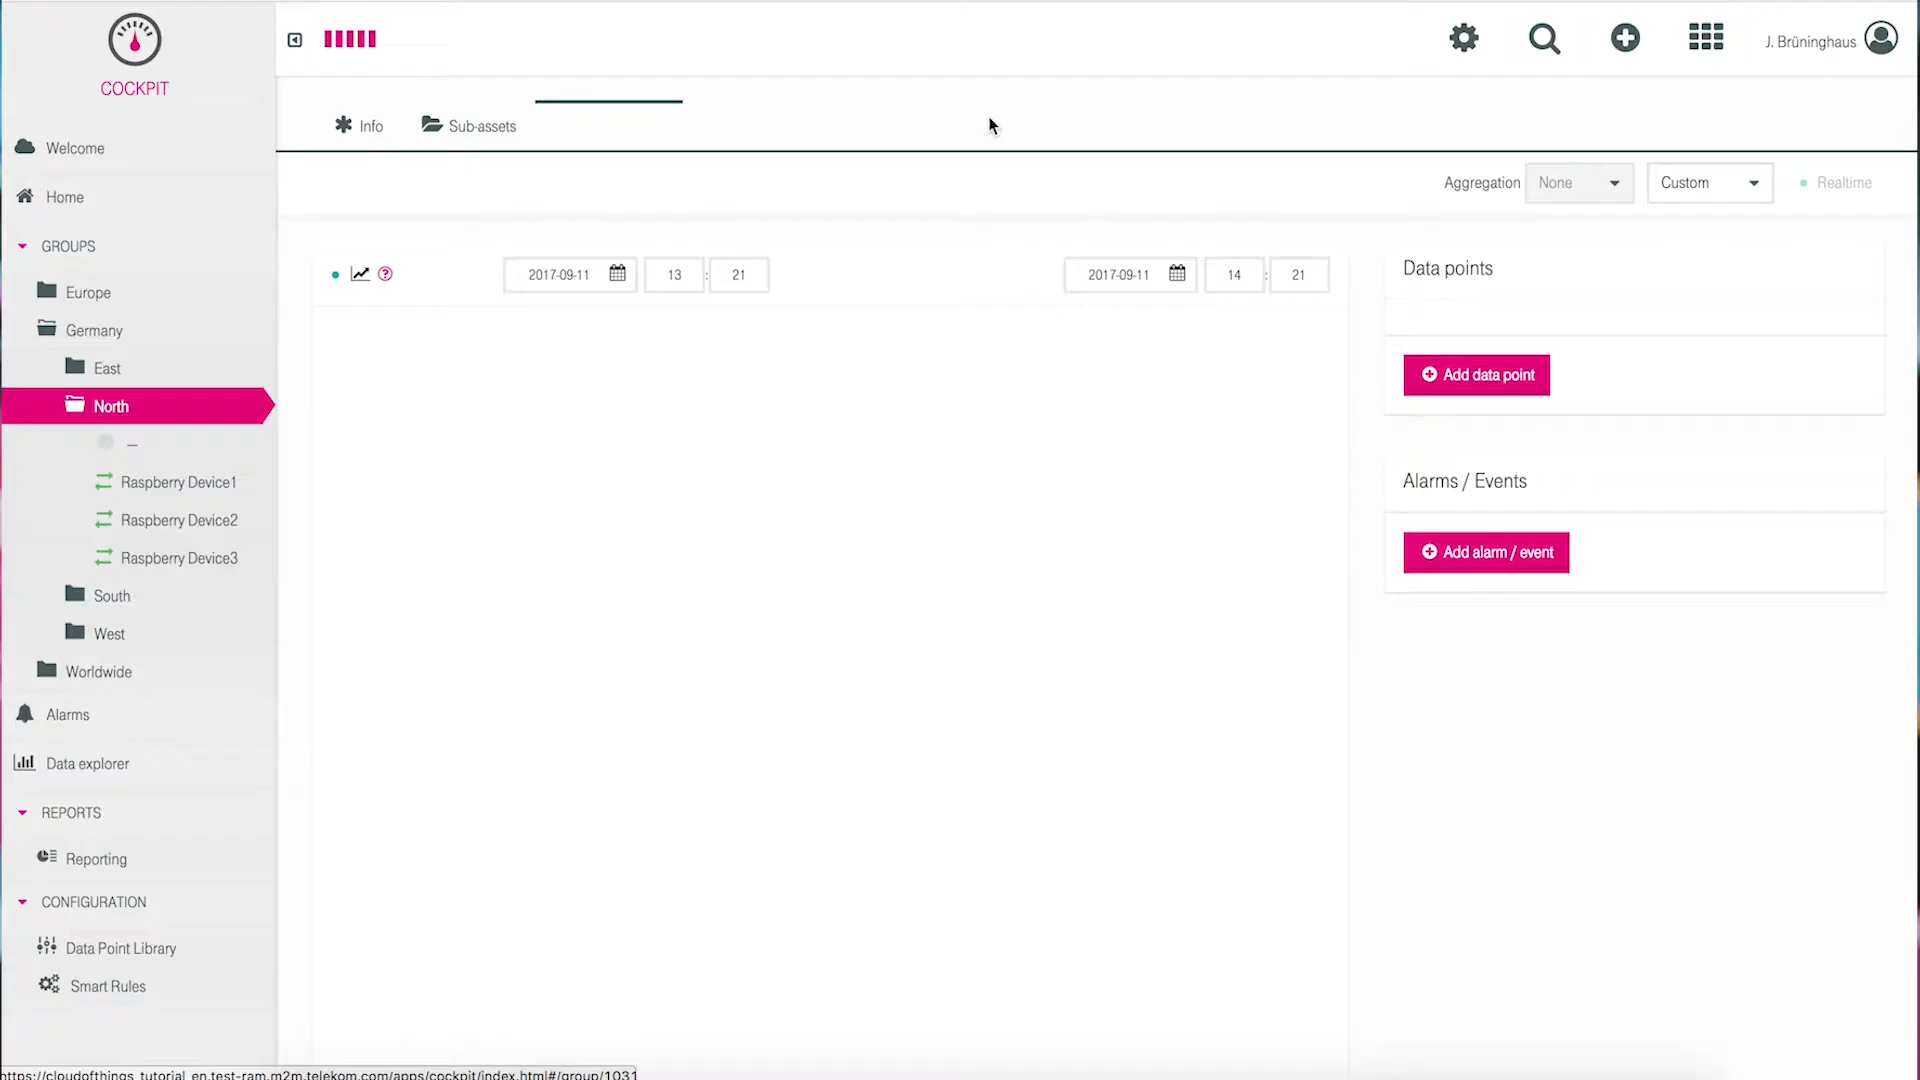 COCKPIT
J. Brüninghaus
Info
Sub-assets
Welcome
Home
Aggregation
None
Custom
Realtime
GROUPS
Europe
Germany
East
North
Raspberry Device1
Raspberry Device2
Raspberry Device3
South
West
Worldwide
Alarms
Data explorer
REPORTS
Reporting
CONFIGURATION
Data Point Library
Smart Rules
2017-09-11 13 : 21
2017-09-11 14 : 21
Data points
Add data point
Alarms / Events
Add alarm / event
https://cloudofthings_tutorial_en.test-ram.m2m.telekom.com/apps/cockpit/index.html#/group/1031